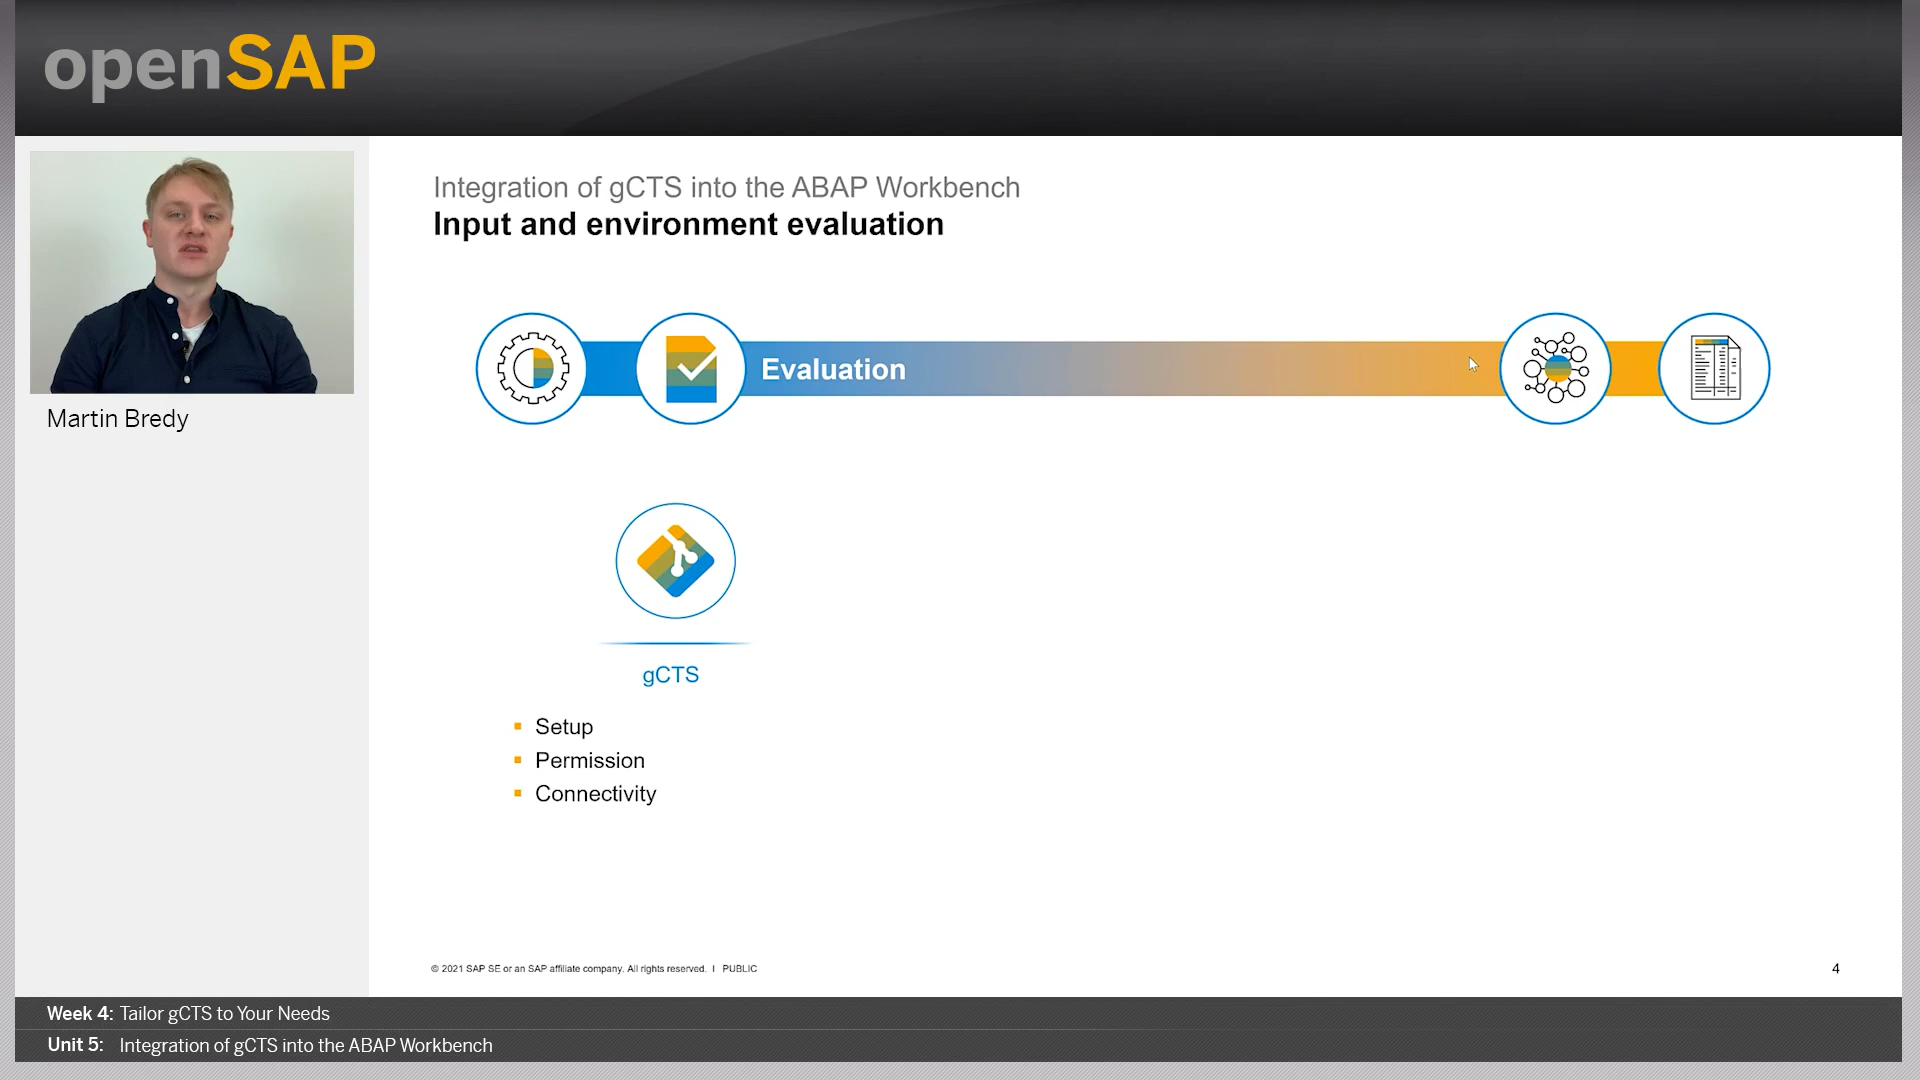 openSAP
Integration of gCTS into the ABAP Workbench
Input and environment evaluation
Evaluation
Martin Bredy
gCTS
Setup
Permission
Connectivity
© 2021 SAP SE or an SAP affiliate company. All rights reserved. I PUBLIC
4
Week 4: Tailor gCTS to Your Needs
Unit 5: Integration of gCTS into the ABAP Workbench